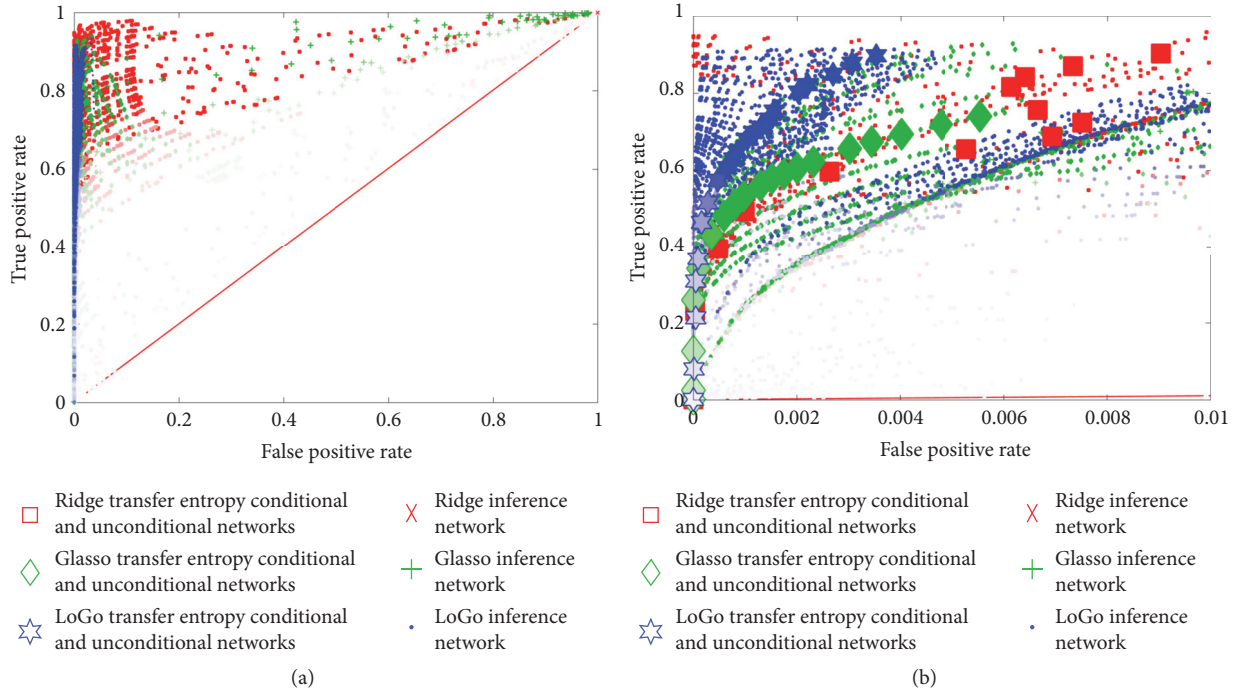 1
0.8
0.6
0.4
0.2
0
True positive rate
0 0.2 0.4 0.6 0.8 1
False positive rate
Ridge transfer entropy conditional
and unconditional networks
Glasso transfer entropy conditional
and unconditional networks
LoGo transfer entropy conditional
and unconditional networks
Ridge inference
network
Glasso inference
network
LoGo inference
network
(a)
1
0.8
0.6
0.4
0.2
0
True positive rate
0 0.002 0.004 0.006 0.008 0.01
False positive rate
Ridge transfer entropy conditional
and unconditional networks
Glasso transfer entropy conditional
and unconditional networks
LoGo transfer entropy conditional
and unconditional networks
Ridge inference
network
Glasso inference
network
LoGo inference
network
(b)